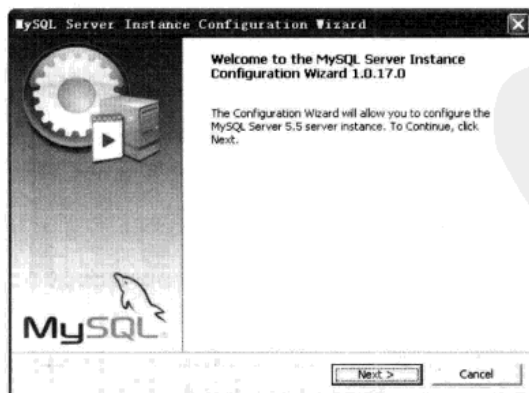 MySQL Server Instance Configuration Wizard
Welcome to the MySQL Server Instance
Configuration Wizard 1.0.17.0
The Configuration Wizard will allow you to configure the
MySQL Server 5.5 server instance. To Continue, click
Next.
MySQL
Next >
Cancel